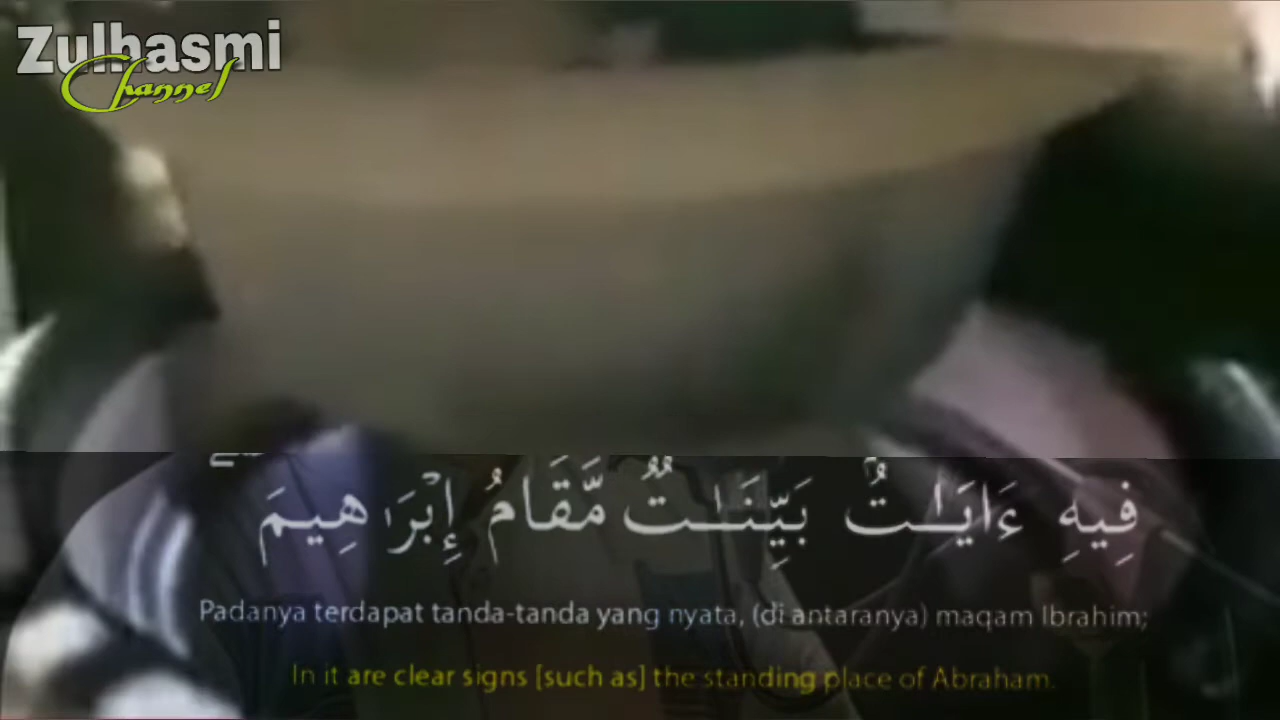 Zulhasmi
Channel
فِيهِ ءَايَـٰتٌۢ بَيِّنَـٰتٌ مَّقَامُ إِبْرَٰهِيمَ
Padanya terdapat tanda-tanda yang nyata, (di antaranya) maqam Ibrahim;
In it are clear signs [such as] the standing place of Abraham.